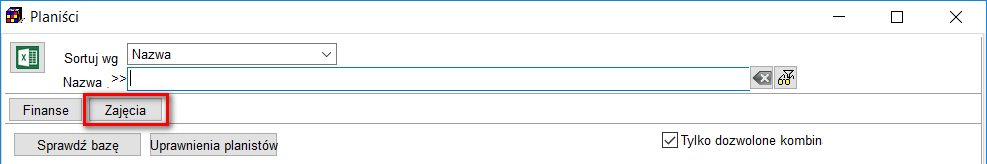 Planiści
Sortuj wg Nazwa
Nazwa . >>
Finanse Zajęcia
Sprawdź bazę Uprawnienia planistów Tylko dozwolone kombin